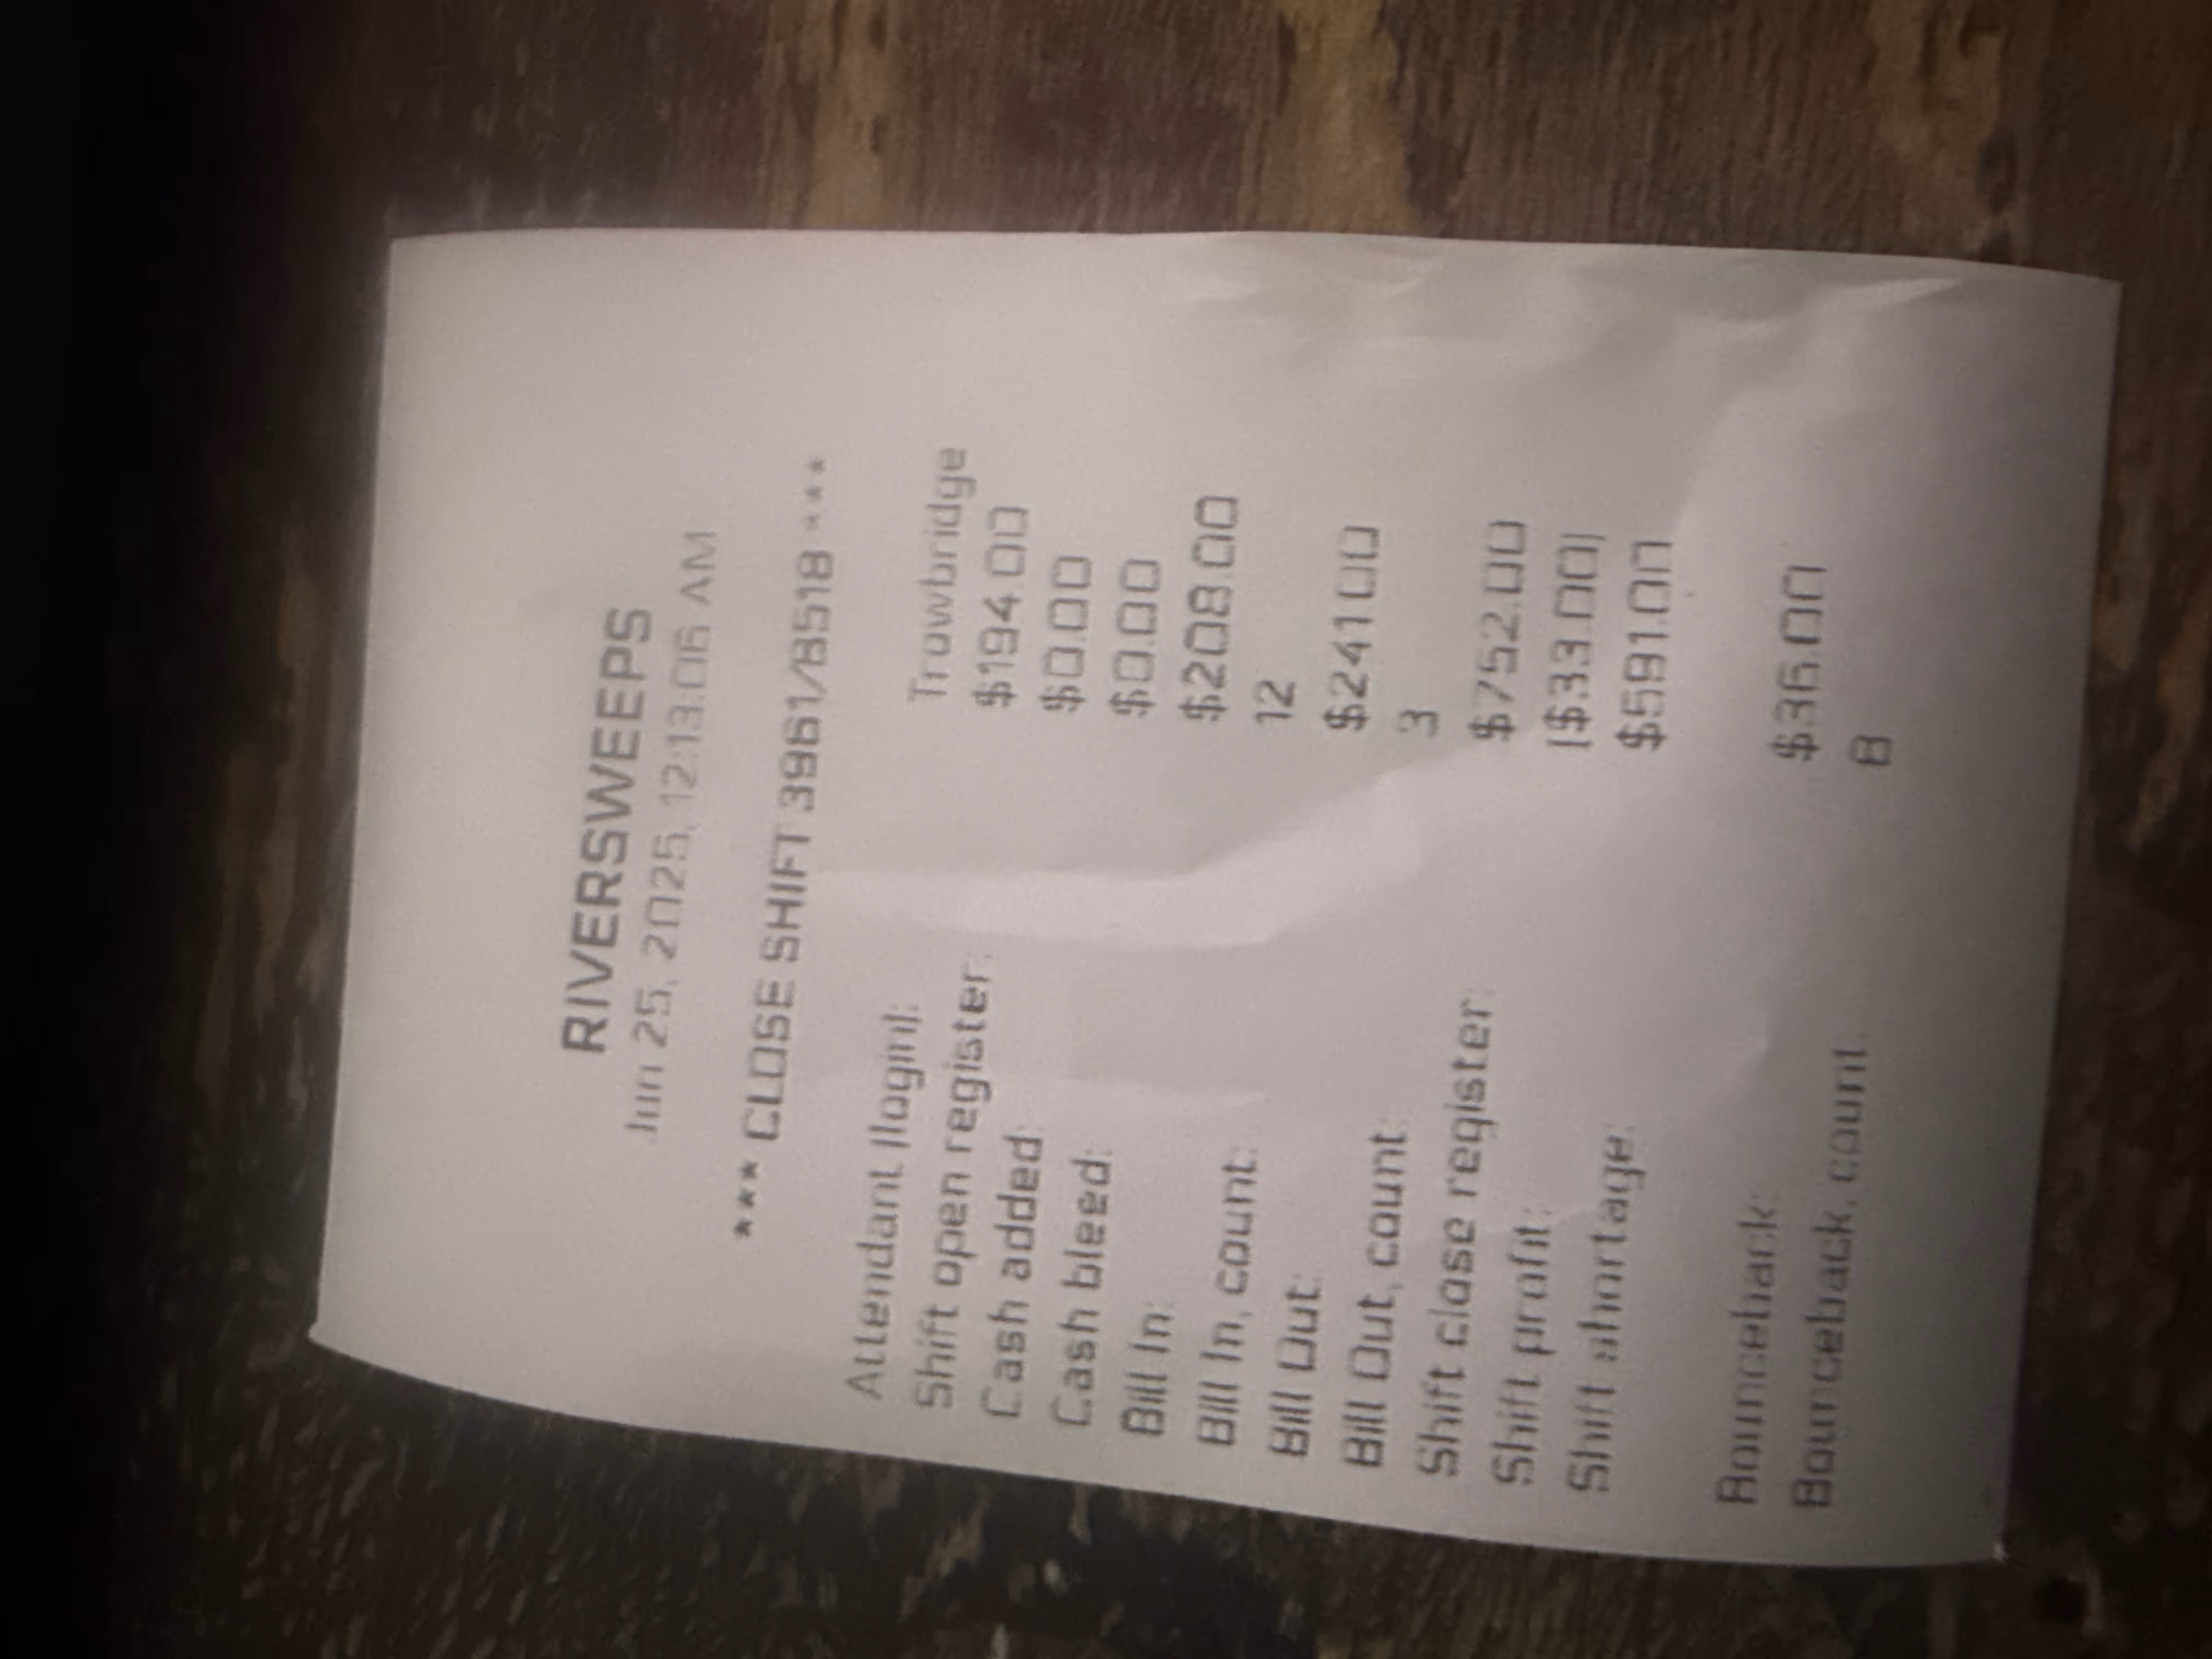 RIVERSWEEPS
Jun 25, 2025, 12:13:06 AM
*** CLOSE SHIFT 3961/8518 ***
Attendant (login): Trowbridge
Shift open register: $194.00
Cash added: $0.00
Cash bleed: $0.00
Bill In: $208.00
Bill In, count: 12
Bill Out: $241.00
Bill Out, count: 3
Shift close register: $752.00
Shift profit: ($33.00)
Shift shortage: $591.00
Bounceback: $36.00
Bounceback, count: 8